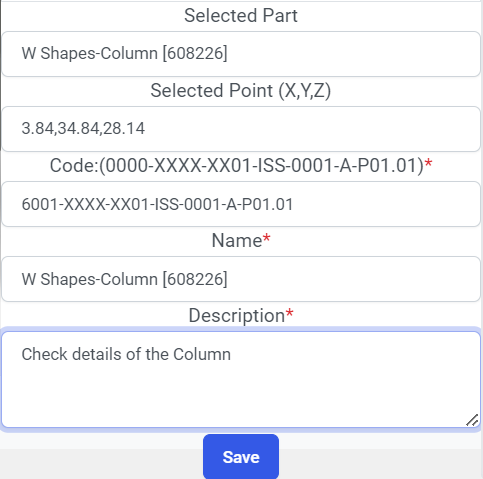 Selected Part
W Shapes-Column [608226]
Selected Point (X,Y,Z)
3.84,34.84,28.14
Code:(0000-XXXX-XX01-ISS-0001-A-P01.01)*
6001-XXXX-XX01-ISS-0001-A-P01.01
Name*
W Shapes-Column [608226]
Description*
Check details of the Column
Save